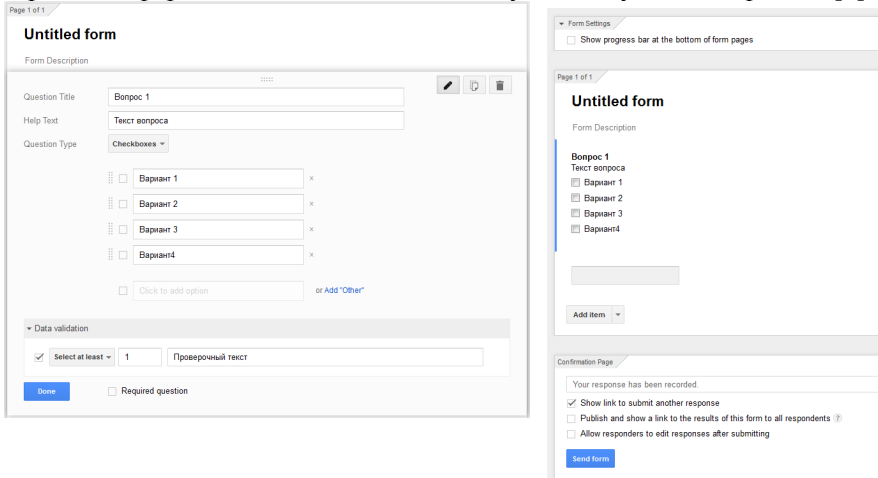 Page 1 of 1
Untitled form
Form Description
Question Title Вопрос 1
Help Text Текст вопроса
Question Type Checkboxes
Вариант 1
Вариант 2
Вариант 3
Вариант4
Click to add option or Add "Other"
Data validation
Select at least 1 Проверочный текст
Done Required question
Form Settings
Show progress bar at the bottom of form pages
Page 1 of 1
Untitled form
Form Description
Вопрос 1
Текст вопроса
Вариант 1
Вариант 2
Вариант 3
Вариант4
Add item
Confirmation Page
Your response has been recorded.
Show link to submit another response
Publish and show a link to the results of this form to all respondents ?
Allow responders to edit responses after submitting
Send form